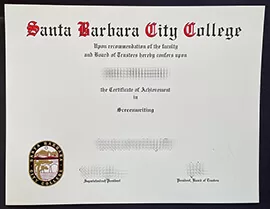 Santa Barbara City College
Upon recommendation of the faculty
and Board of Trustees hereby confers upon
the Certificate of Achievement
in
Screenwriting
Superintendent/President
President, Board of Trustees